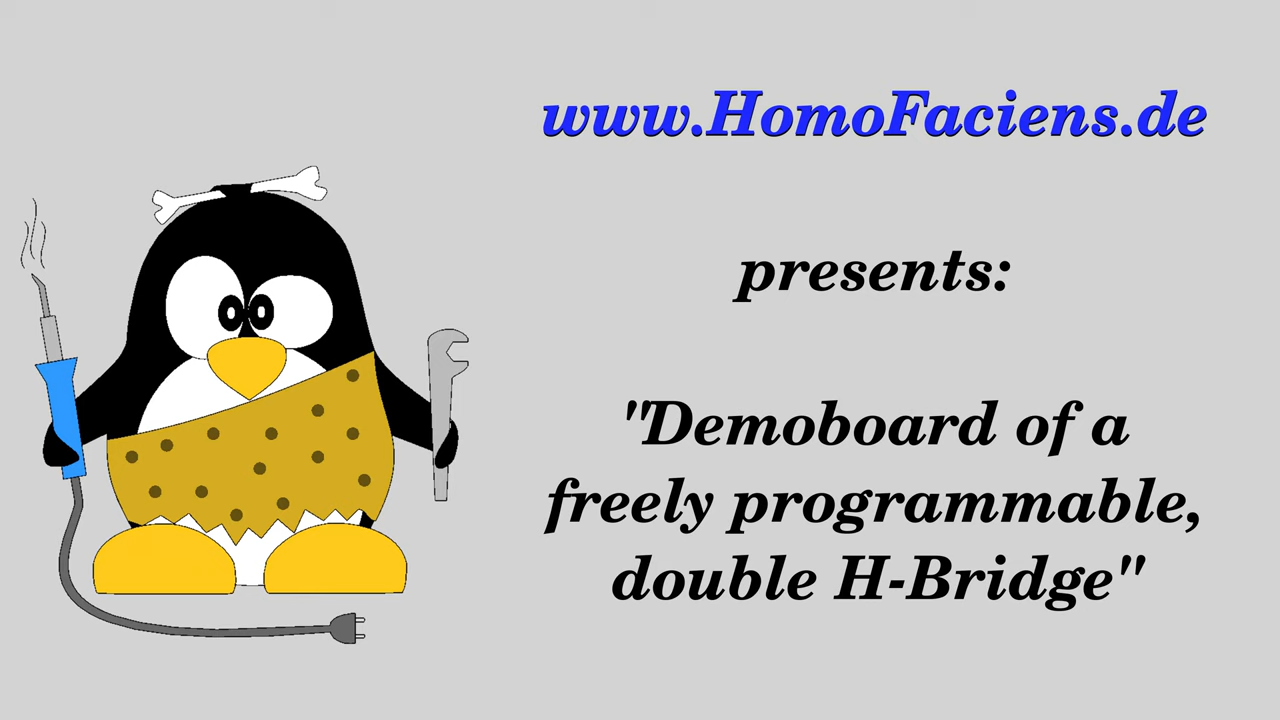 www.HomoFaciens.de
presents:
"Demoboard of a
freely programmable,
double H-Bridge"